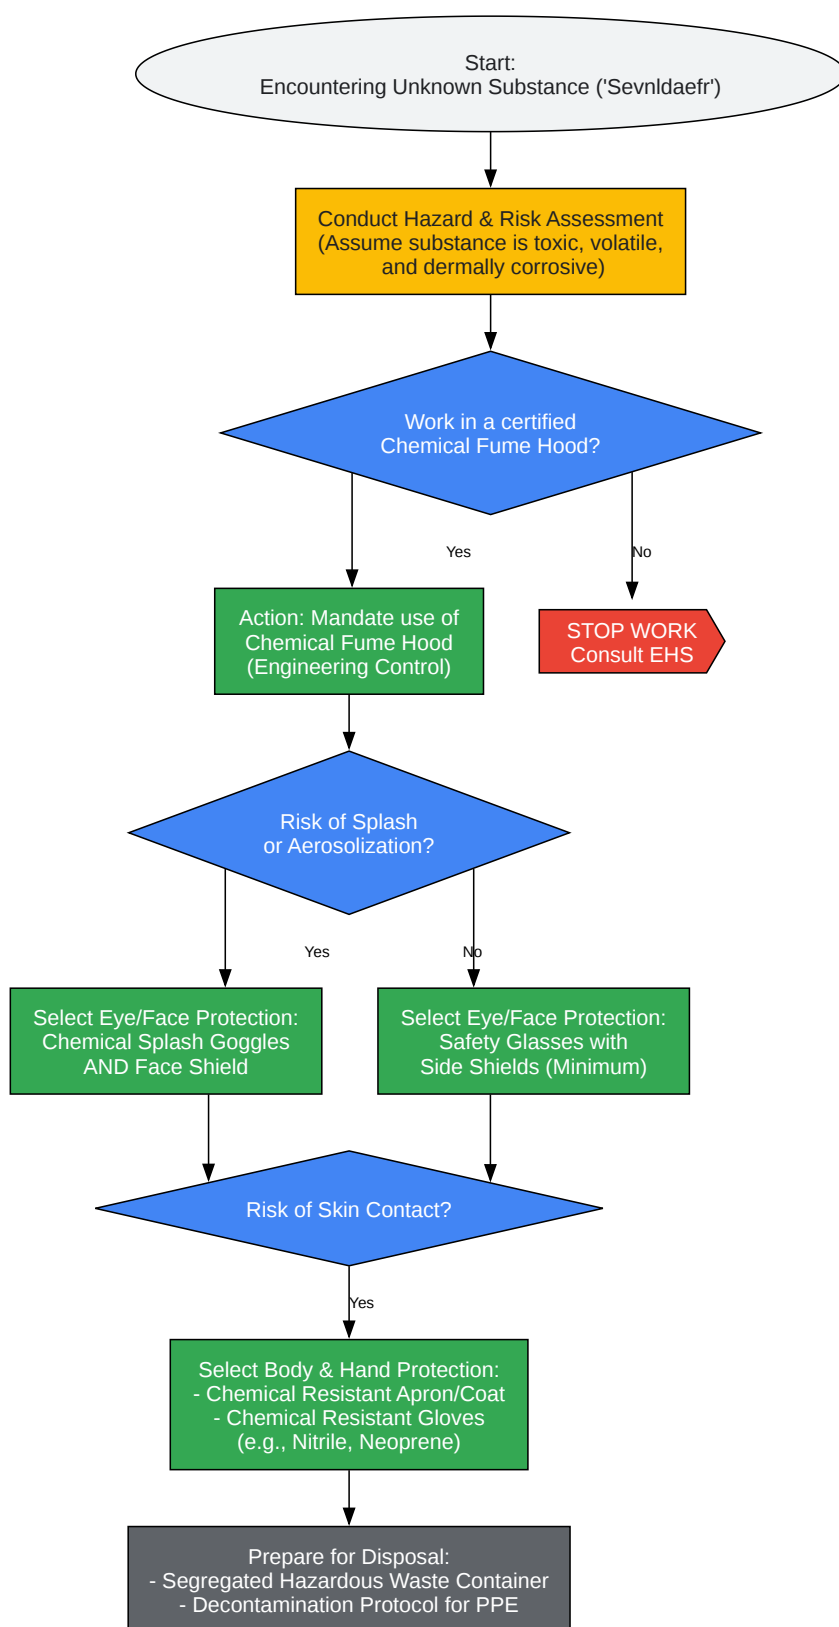 Start:
Encountering Unknown Substance ('Sevnldaefr')
Conduct Hazard & Risk Assessment
(Assume substance is toxic, volatile,
and dermally corrosive)
Work in a certified
Chemical Fume Hood?
Yes
No
Action: Mandate use of
Chemical Fume Hood
(Engineering Control)
STOP WORK
Consult EHS
Risk of Splash
or Aerosolization?
Yes
No
Select Eye/Face Protection:
Chemical Splash Goggles
AND Face Shield
Select Eye/Face Protection:
Safety Glasses with
Side Shields (Minimum)
Risk of Skin Contact?
Yes
Select Body & Hand Protection:
- Chemical Resistant Apron/Coat
- Chemical Resistant Gloves
(e.g., Nitrile, Neoprene)
Prepare for Disposal:
- Segregated Hazardous Waste Container
- Decontamination Protocol for PPE